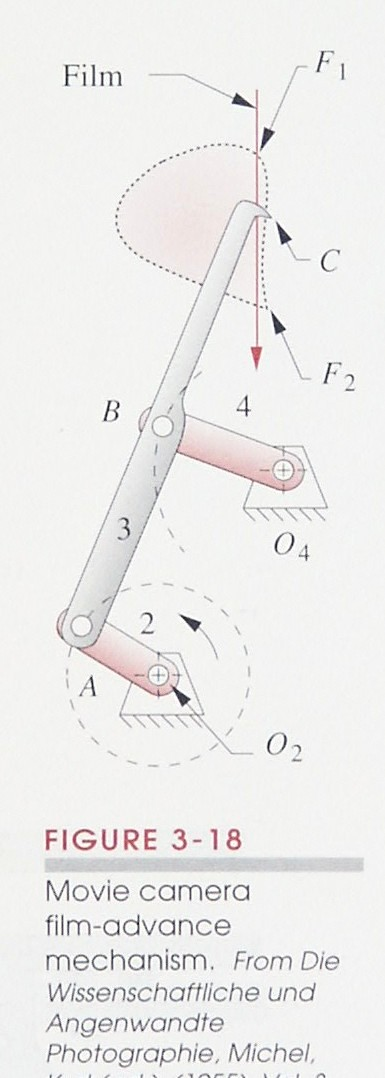 Film
F1
C
F2
B
4
3
O4
2
A
O2
FIGURE 3-18
Movie camera
film-advance
mechanism. From Die
Wissenschaftliche und
Angenwandte
Photographie, Michel,